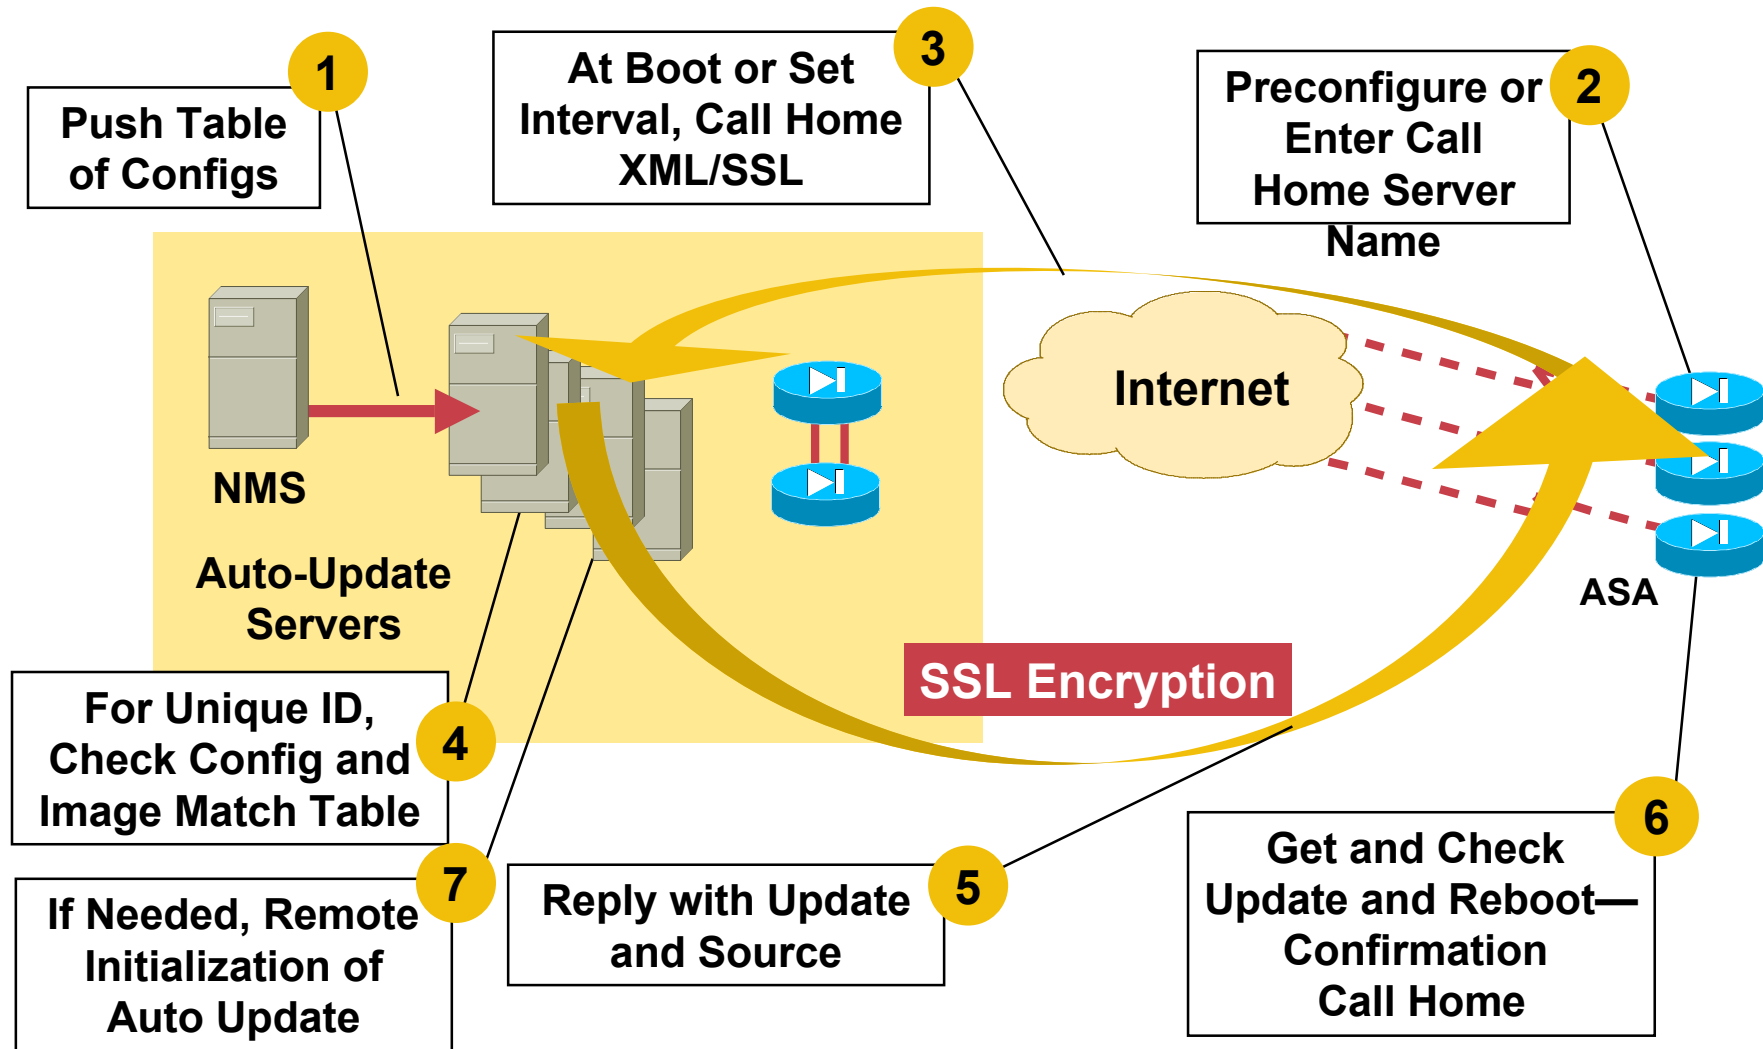 1
Push Table
of Configs
3
At Boot or Set
Interval, Call Home
XML/SSL
2
Preconfigure or
Enter Call
Home Server
Name
Internet
NMS
Auto-Update
Servers
ASA
SSL Encryption
4
For Unique ID,
Check Config and
Image Match Table
7
If Needed, Remote
Initialization of
Auto Update
5
Reply with Update
and Source
6
Get and Check
Update and Reboot—
Confirmation
Call Home